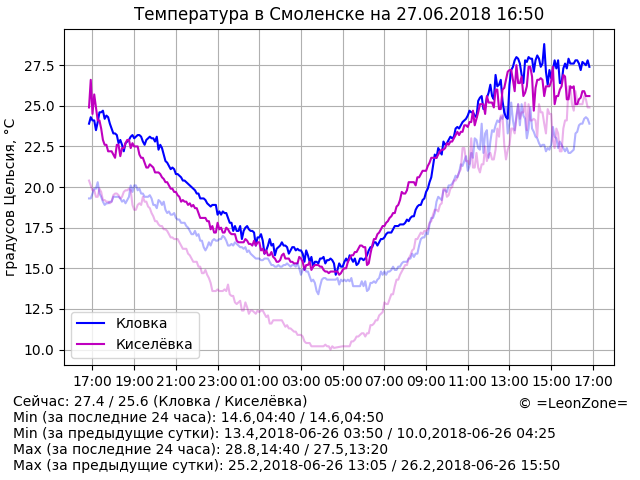 Температура в Смоленске на 27.06.2018 16:50
градусов Цельсия, °C
27.5
25.0
22.5
20.0
17.5
15.0
12.5
10.0
Кловка
Киселёвка
17:00 19:00 21:00 23:00 01:00 03:00 05:00 07:00 09:00 11:00 13:00 15:00 17:00
Сейчас: 27.4 / 25.6 (Кловка / Киселёвка)
© =LeonZone=
Min (за последние 24 часа): 14.6,04:40 / 14.6,04:50
Min (за предыдущие сутки): 13.4,2018-06-26 03:50 / 10.0,2018-06-26 04:25
Max (за последние 24 часа): 28.8,14:40 / 27.5,13:20
Max (за предыдущие сутки): 25.2,2018-06-26 13:05 / 26.2,2018-06-26 15:50